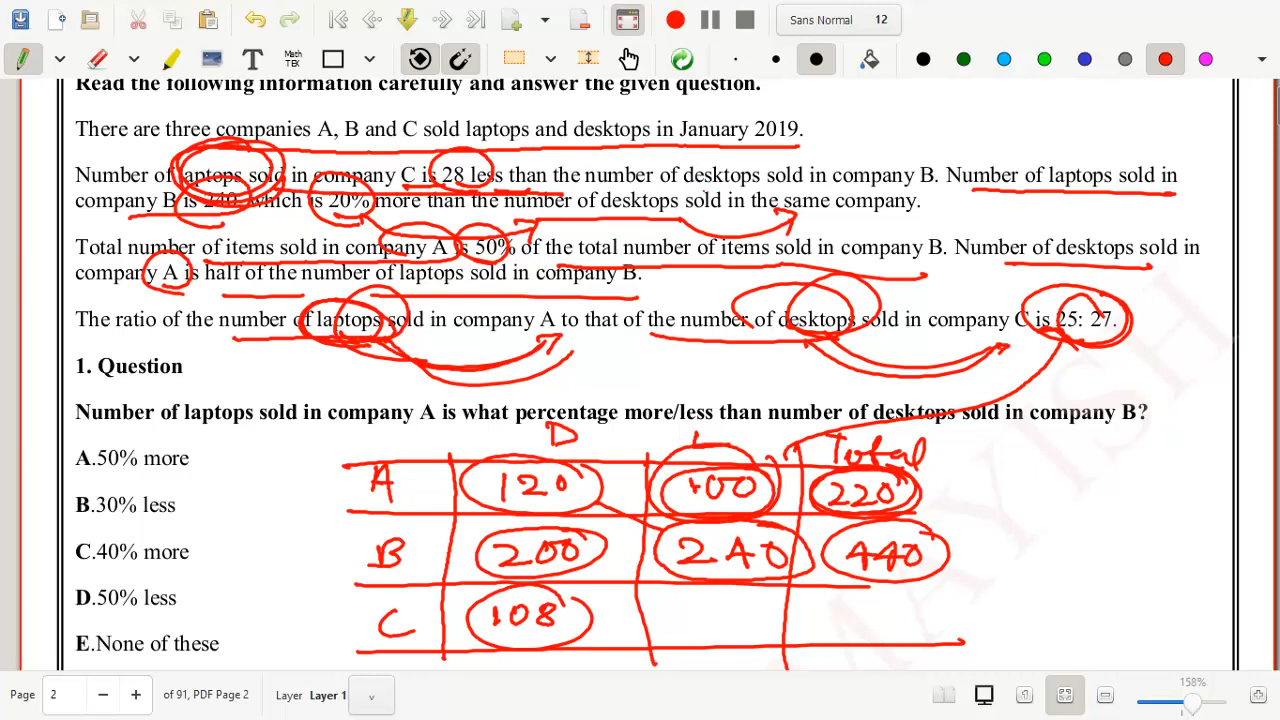 Sans Normal 12
T Math TEX
Read the following information carefully and answer the given question.
There are three companies A, B and C sold laptops and desktops in January 2019.
Number of laptops sold in company C is 28 less than the number of desktops sold in company B. Number of laptops sold in
company B is 240, which is 20% more than the number of desktops sold in the same company.
Total number of items sold in company A is 50% of the total number of items sold in company B. Number of desktops sold in
company A is half of the number of laptops sold in company B.
The ratio of the number of laptops sold in company A to that of the number of desktops sold in company C is 25: 27.
1. Question
Number of laptops sold in company A is what percentage more/less than number of desktops sold in company B?
D L Total
A.50% more
A 120 100 220
B.30% less
C.40% more
B 200 240 440
D.50% less
C 108
E.None of these
MAYISH
Page 2 of 91, PDF Page 2 Layer Layer 1 158%